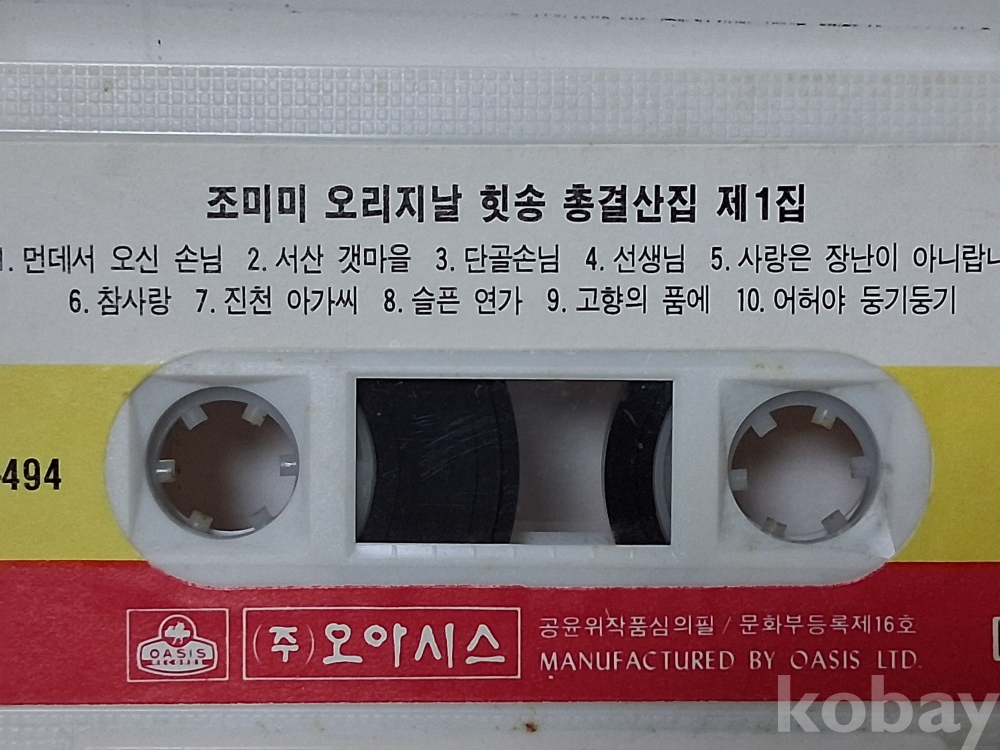 조미미 오리지날 힛송 총결산집 제1집
1. 먼데서 오신 손님 2. 서산 갯마을 3. 단골손님 4. 선생님 5. 사랑은 장난이 아니랍니
6. 참사랑 7. 진천 아가씨 8. 슬픈 연가 9. 고향의 품에 10. 어허야 둥기둥기
494
OASIS
RECORDS
(주)오아시스
공윤위작품심의필 / 문화부등록제16호
MANUFACTURED BY OASIS LTD.
kobay